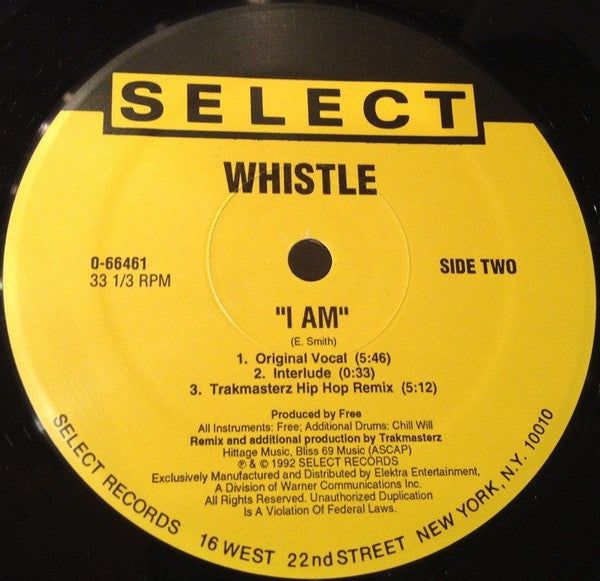 SELECT
WHISTLE
0-66461
33 1/3 RPM
SIDE TWO
"I AM"
(E. Smith)
1. Original Vocal (5:46)
2. Interlude (0:33)
3. Trakmasterz Hip Hop Remix (5:12)
Produced by Free
All Instruments: Free; Additional Drums: Chill Will
Remix and additional production by Trakmasterz
Hittage Music, Bliss 69 Music (ASCAP)
℗ & © 1992 SELECT RECORDS
Exclusively Manufactured and Distributed by Elektra Entertainment,
A Division of Warner Communications Inc.
All Rights Reserved. Unauthorized Duplication
Is A Violation Of Federal Laws.
SELECT RECORDS 16 WEST 22nd STREET NEW YORK, N.Y. 10010